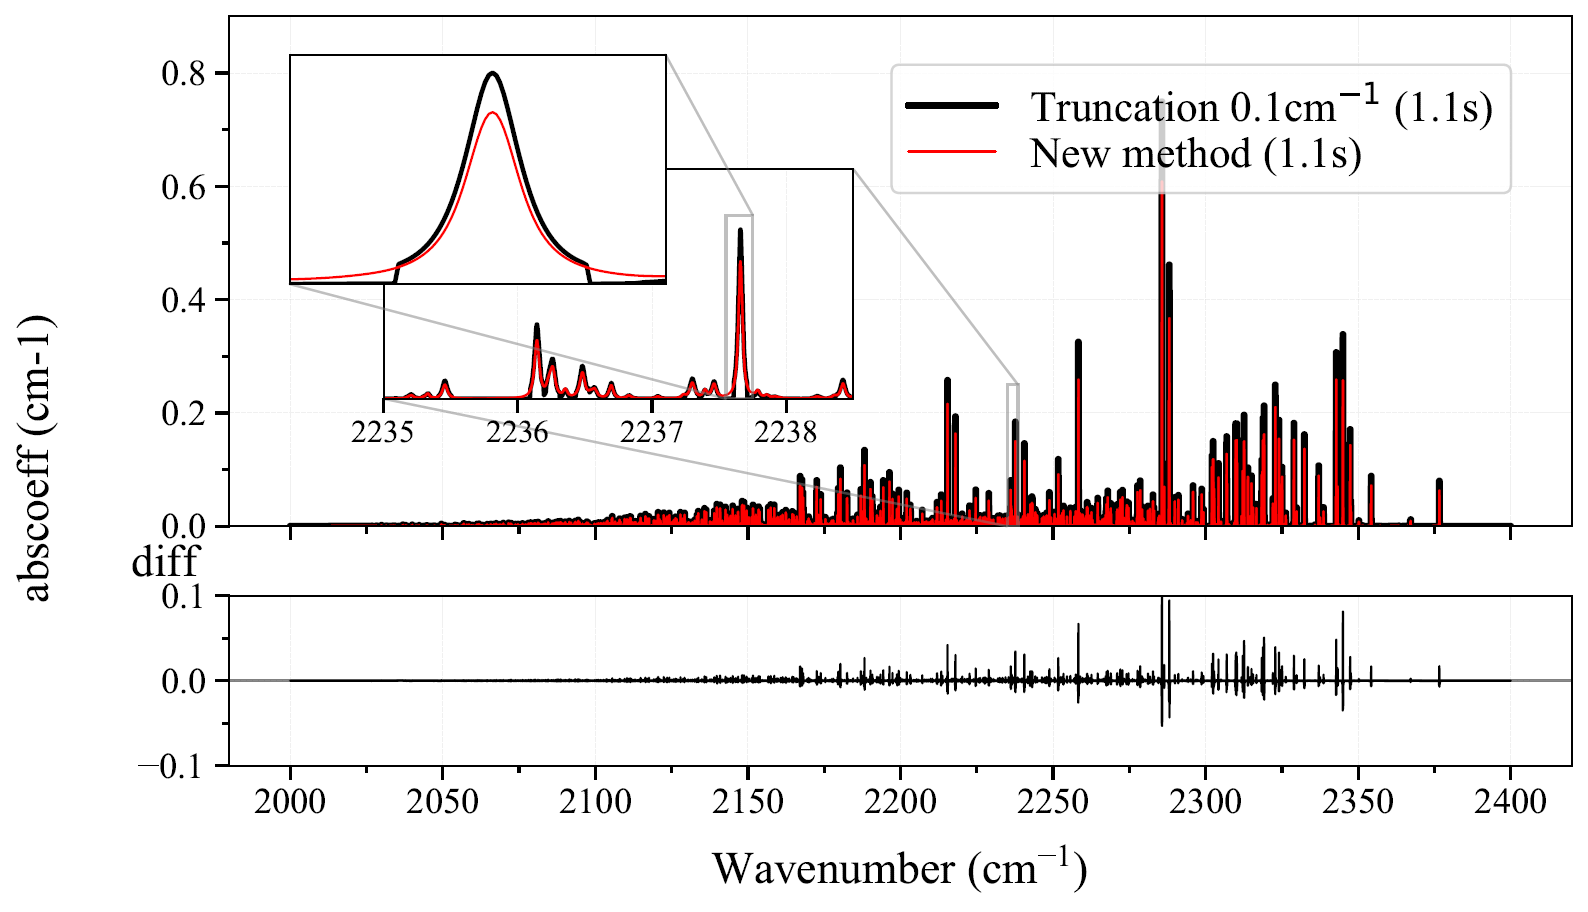 abscoeff (cm-1)
0.8
0.6
0.4
0.2
0.0
Truncation 0.1cm⁻¹ (1.1s)
New method (1.1s)
2235 2236 2237 2238
diff
0.1
0.0
−0.1
2000 2050 2100 2150 2200 2250 2300 2350 2400
Wavenumber (cm⁻¹)